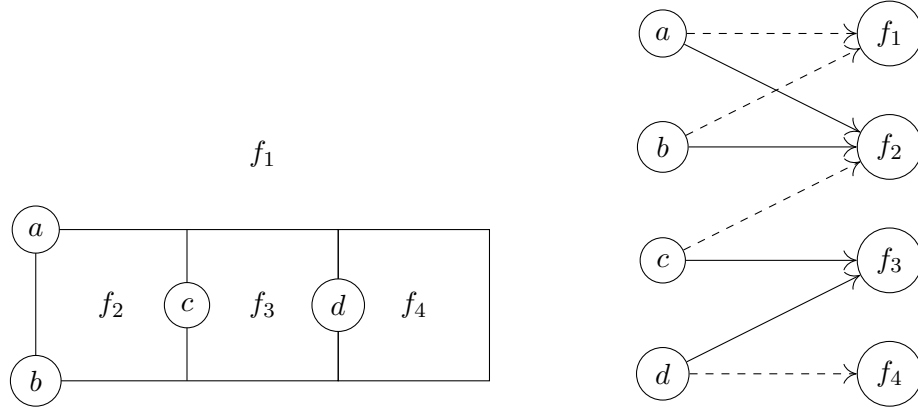 f₁
a
f₂ c f₃ d f₄
b
a f₁
b f₂
c f₃
d f₄